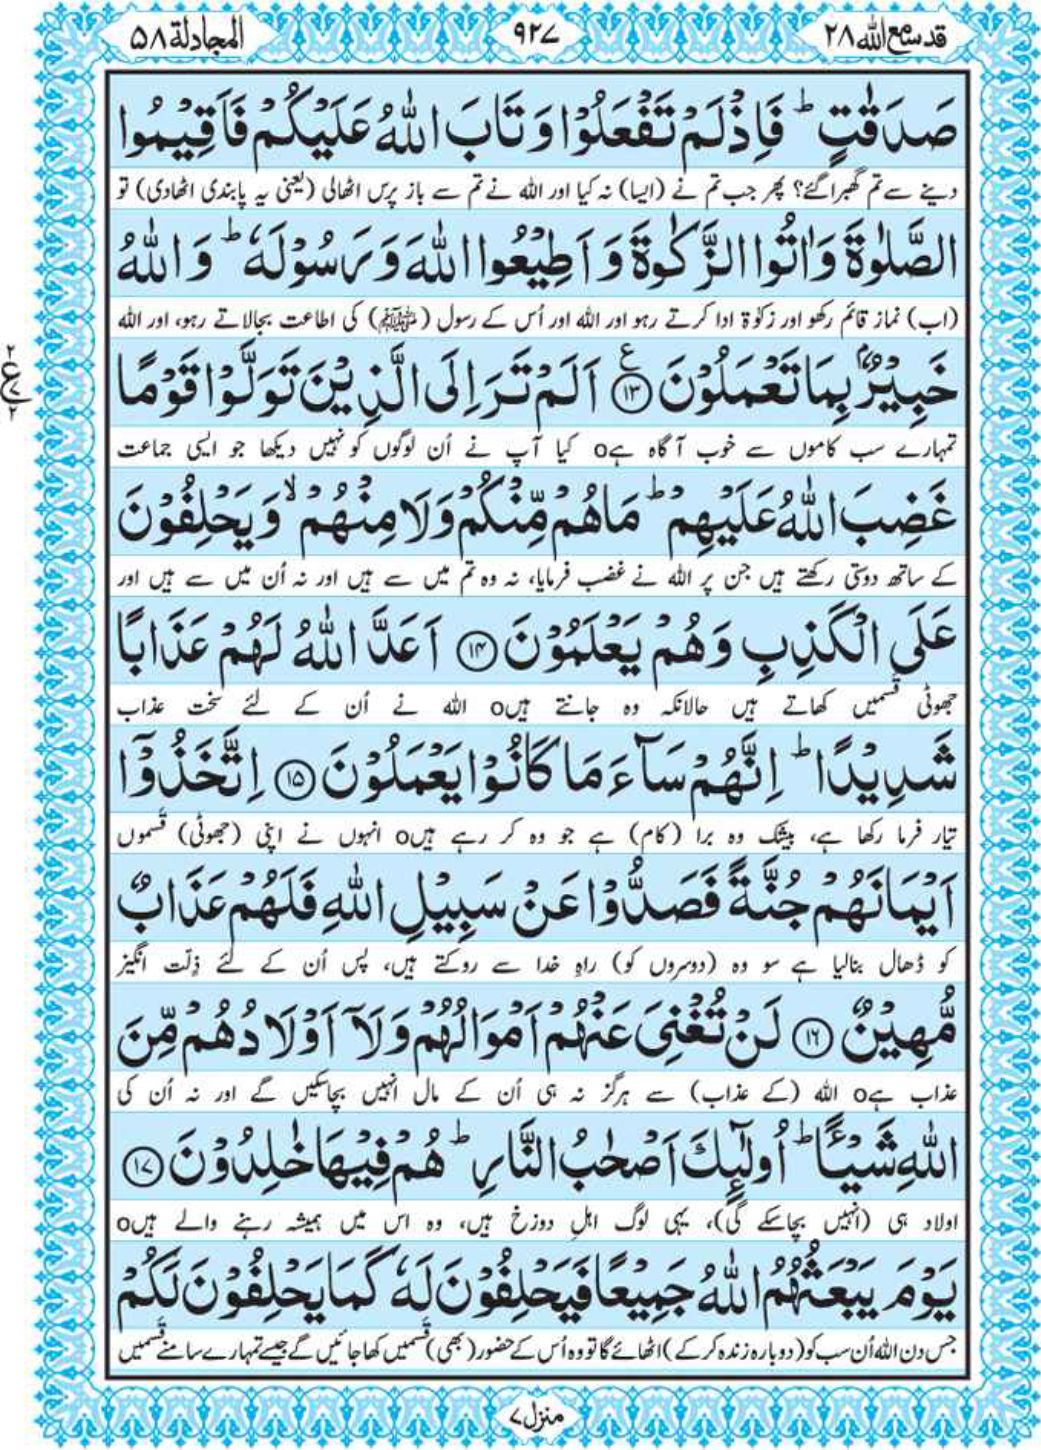 قد سمع الله ۲۸
۹۲۷
المجادلة ۵۸
صَدَقٰتٍ ؕ فَاِذْ لَمْ تَفْعَلُوْا وَ تَابَ اللّٰهُ عَلَیْكُمْ فَاَقِیْمُوا
دینے سے تم گھبرا گئے؟ پھر جب تم نے (ایسا) نہ کیا اور اللہ نے تم سے باز پرس اٹھالی (یعنی یہ پابندی اٹھادی) تو
الصَّلٰوةَ وَ اٰتُوا الزَّكٰوةَ وَ اَطِیْعُوا اللّٰهَ وَ رَسُوْلَهٗ ؕ وَ اللّٰهُ
(اب) نماز قائم رکھو اور زکوٰۃ ادا کرتے رہو اور اللہ اور اُس کے رسول (ﷺ) کی اطاعت بجالاتے رہو، اور اللہ
خَبِیْرٌۢ بِمَا تَعْمَلُوْنَ ۧ۝۱۳ اَلَمْ تَرَ اِلَی الَّذِیْنَ تَوَلَّوْا قَوْمًا
ع ۲ ۷ ۲
تمہارے سب کاموں سے خوب آگاہ ہے٥ کیا آپ نے اُن لوگوں کو نہیں دیکھا جو ایسی جماعت
غَضِبَ اللّٰهُ عَلَیْهِمْ ؕ مَا هُمْ مِّنْكُمْ وَ لَا مِنْهُمْ ۙ وَ یَحْلِفُوْنَ
کے ساتھ دوستی رکھتے ہیں جن پر اللہ نے غضب فرمایا، نہ وہ تم میں سے ہیں اور نہ اُن میں سے ہیں اور
عَلَی الْكَذِبِ وَ هُمْ یَعْلَمُوْنَ ۝۱۴ اَعَدَّ اللّٰهُ لَهُمْ عَذَابًا
جھوٹی قسمیں کھاتے ہیں حالانکہ وہ جانتے ہیں٥ اللہ نے اُن کے لئے سخت عذاب
شَدِیْدًا ؕ اِنَّهُمْ سَآءَ مَا كَانُوْا یَعْمَلُوْنَ ۝۱۵ اِتَّخَذُوْۤا
تیار فرما رکھا ہے، بیشک وہ برا (کام) ہے جو وہ کر رہے ہیں٥ انہوں نے اپنی (جھوٹی) قسموں
اَیْمَانَهُمْ جُنَّةً فَصَدُّوْا عَنْ سَبِیْلِ اللّٰهِ فَلَهُمْ عَذَابٌ
کو ڈھال بنالیا ہے سو وہ (دوسروں کو) راہِ خدا سے روکتے ہیں، پس اُن کے لئے ذِلّت انگیز
مُّهِیْنٌ ۝۱۶ لَنْ تُغْنِیَ عَنْهُمْ اَمْوَالُهُمْ وَ لَاۤ اَوْلَادُهُمْ مِّنَ
عذاب ہے٥ اللہ (کے عذاب) سے ہرگز نہ ہی اُن کے مال انہیں بچاسکیں گے اور نہ اُن کی
اللّٰهِ شَیْـًٔا ؕ اُولٰٓىِٕكَ اَصْحٰبُ النَّارِ ؕ هُمْ فِیْهَا خٰلِدُوْنَ ۝۱۷
اولاد ہی (انہیں بچاسکے گی)، یہی لوگ اہلِ دوزخ ہیں، وہ اس میں ہمیشہ رہنے والے ہیں٥
یَوْمَ یَبْعَثُهُمُ اللّٰهُ جَمِیْعًا فَیَحْلِفُوْنَ لَهٗ كَمَا یَحْلِفُوْنَ لَكُمْ
جس دن اللہ اُن سب کو (دوبارہ زندہ کرکے) اٹھائے گا تو وہ اُس کے حضور (بھی) قسمیں کھاجائیں گے جیسے تمہارے سامنے قسمیں
منزل ۷